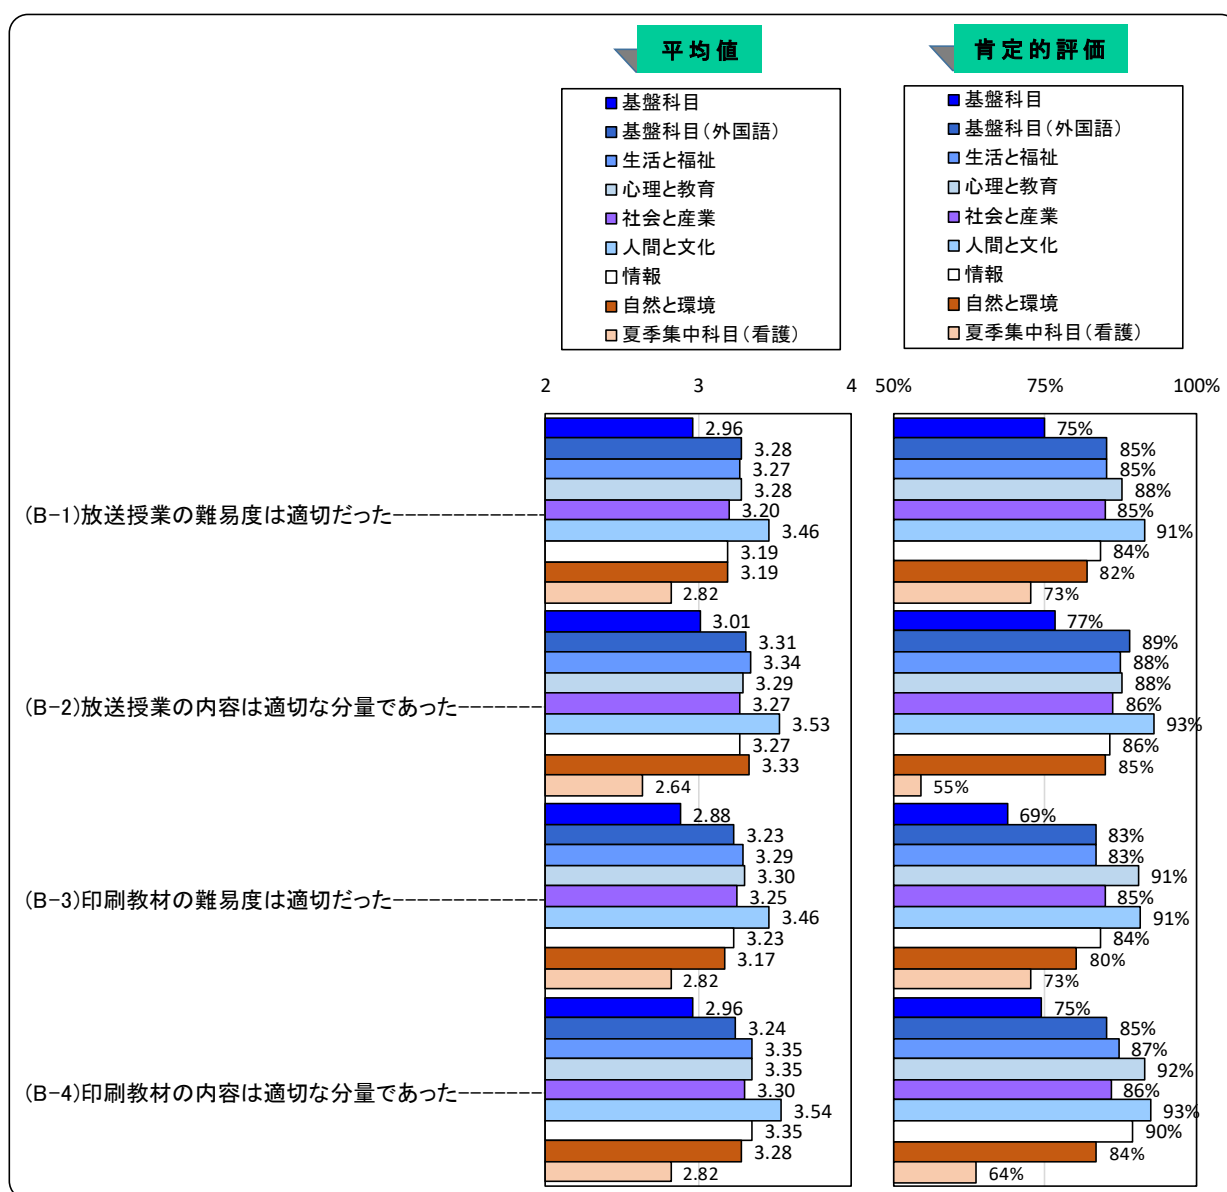 平均値
肯定的評価
基盤科目
基盤科目（外国語）
生活と福祉
心理と教育
社会と産業
人間と文化
情報
自然と環境
夏季集中科目（看護）
基盤科目
基盤科目（外国語）
生活と福祉
心理と教育
社会と産業
人間と文化
情報
自然と環境
夏季集中科目（看護）
2 3 4
50% 75% 100%
(B-1)放送授業の難易度は適切だった
2.96
3.28
3.27
3.28
3.20
3.46
3.19
3.19
2.82
75%
85%
85%
88%
85%
91%
84%
82%
73%
(B-2)放送授業の内容は適切な分量であった
3.01
3.31
3.34
3.29
3.27
3.53
3.27
3.33
2.64
77%
89%
88%
88%
86%
93%
86%
85%
55%
(B-3)印刷教材の難易度は適切だった
2.88
3.23
3.29
3.30
3.25
3.46
3.23
3.17
2.82
69%
83%
83%
91%
85%
91%
84%
80%
73%
(B-4)印刷教材の内容は適切な分量であった
2.96
3.24
3.35
3.35
3.30
3.54
3.35
3.28
2.82
75%
85%
87%
92%
86%
93%
90%
84%
64%